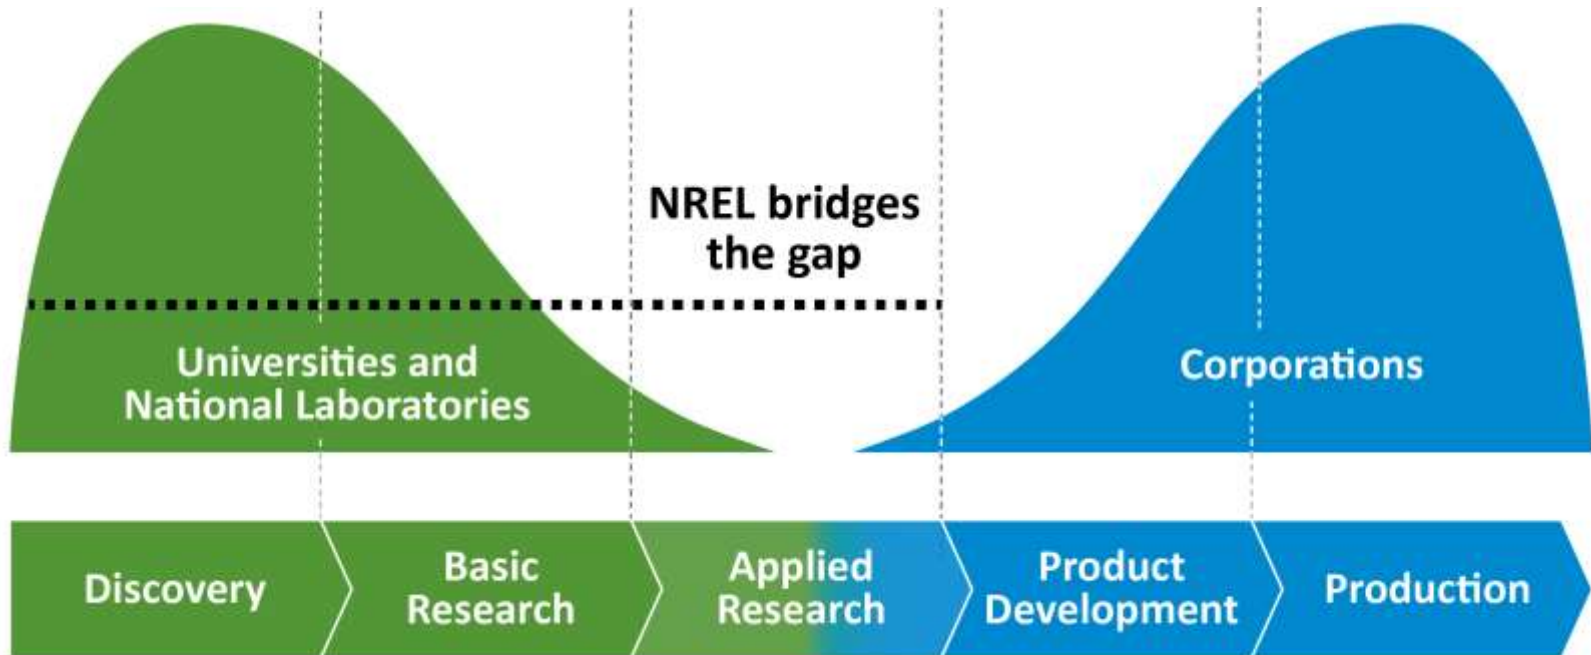 NREL bridges
the gap
Universities and
National Laboratories
Corporations
Discovery
Basic
Research
Applied
Research
Product
Development
Production